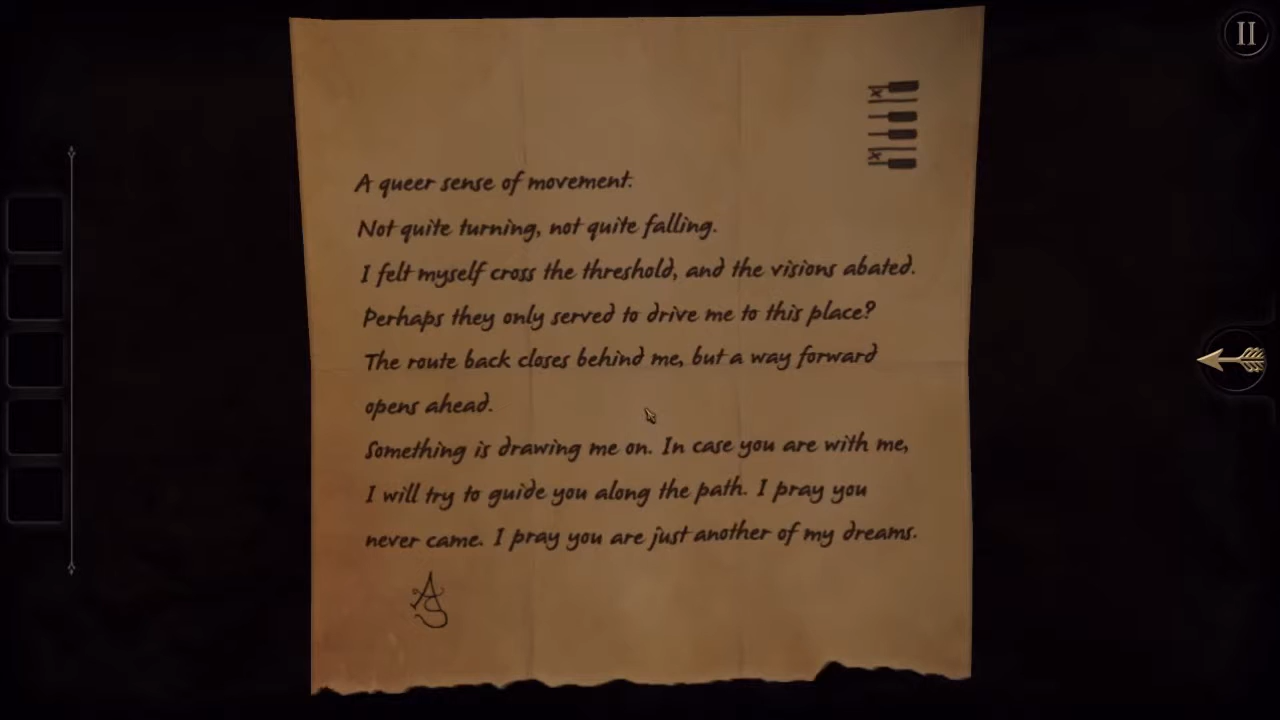 A queer sense of movement.
Not quite turning, not quite falling.
I felt myself cross the threshold, and the visions abated.
Perhaps they only served to drive me to this place?
The route back closes behind me, but a way forward
opens ahead.
Something is drawing me on. In case you are with me,
I will try to guide you along the path. I pray you
never came. I pray you are just another of my dreams.
AS